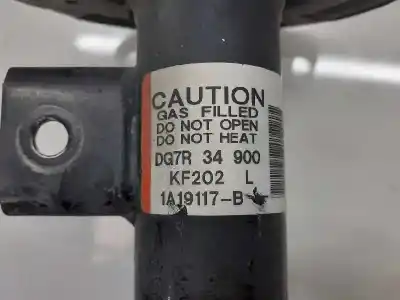 CAUTION
GAS FILLED
DO NOT OPEN
DO NOT HEAT
DG7R 34 900
KF202 L
1A19117-B